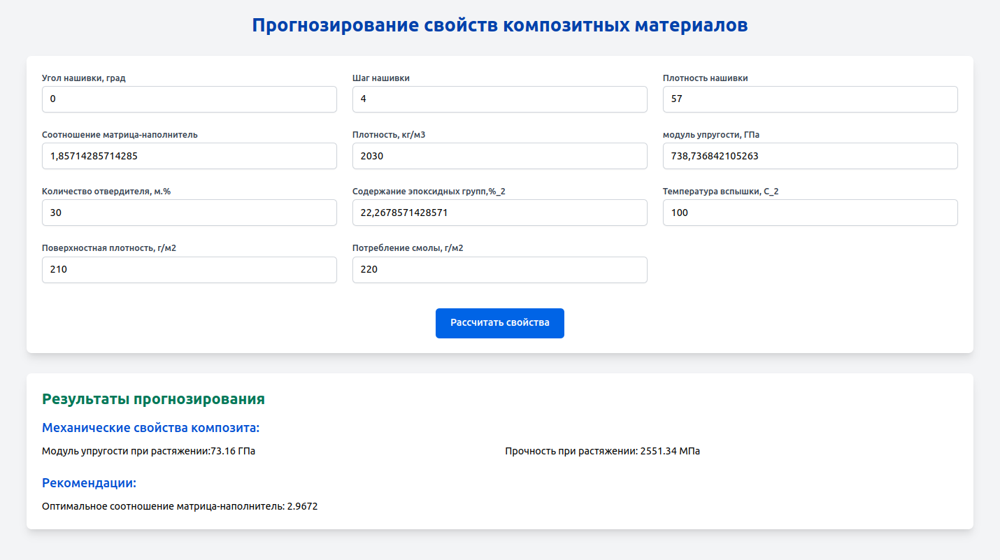 Прогнозирование свойств композитных материалов
Угол нашивки, град
Шаг нашивки
Плотность нашивки
0
4
57
Соотношение матрица-наполнитель
Плотность, кг/м3
модуль упругости, ГПа
1,85714285714285
2030
738,736842105263
Количество отвердителя, м.%
Содержание эпоксидных групп,%_2
Температура вспышки, С_2
30
22,2678571428571
100
Поверхностная плотность, г/м2
Потребление смолы, г/м2
210
220
Рассчитать свойства
Результаты прогнозирования
Механические свойства композита:
Модуль упругости при растяжении:73.16 ГПа
Прочность при растяжении: 2551.34 МПа
Рекомендации:
Оптимальное соотношение матрица-наполнитель: 2.9672